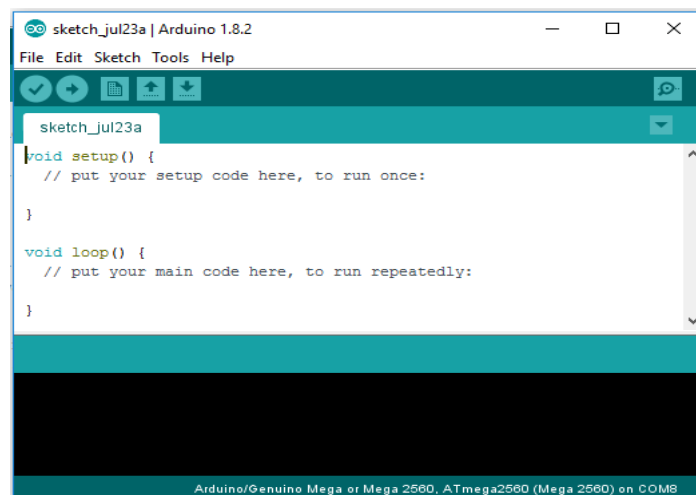 sketch_jul23a | Arduino 1.8.2
File Edit Sketch Tools Help
sketch_jul23a
void setup() {
  // put your setup code here, to run once:
}
void loop() {
  // put your main code here, to run repeatedly:
}
Arduino/Genuino Mega or Mega 2560, ATmega2560 (Mega 2560) on COM8